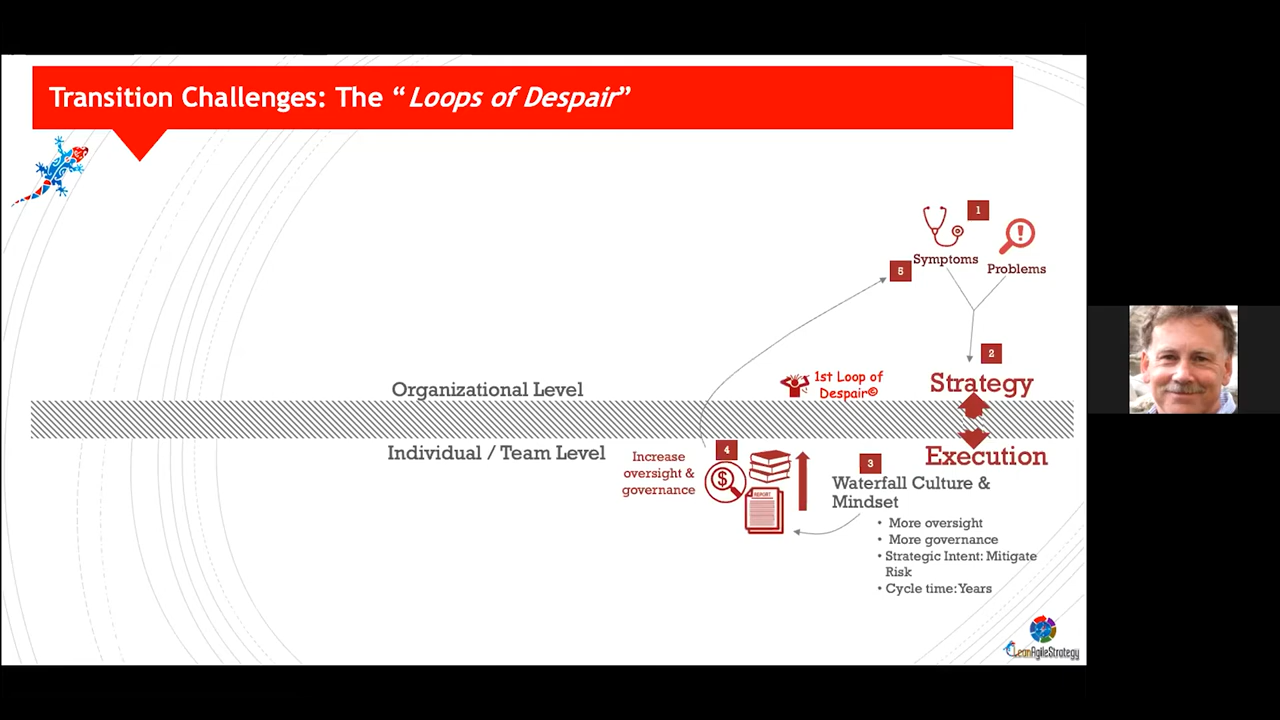 Transition Challenges: The “Loops of Despair”
1
Symptoms
Problems
5
2
1st Loop of
Despair©
Strategy
Organizational Level
Individual / Team Level
Execution
4
3
Increase
oversight &
governance
REPORT
Waterfall Culture &
Mindset
• More oversight
• More governance
• Strategic Intent: Mitigate
Risk
• Cycle time: Years
LeanAgileStrategy